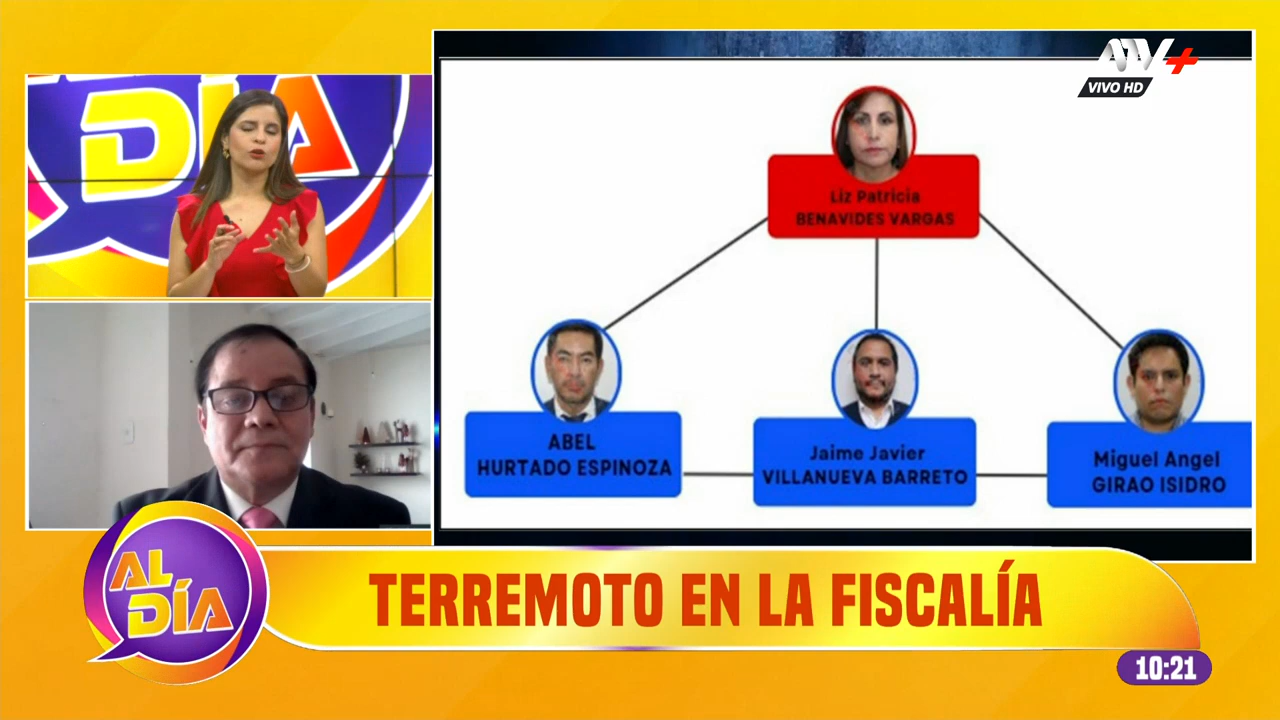 DÍA
ATV+
VIVO HD
Liz Patricia
BENAVIDES VARGAS
ABEL
HURTADO ESPINOZA
Jaime Javier
VILLANUEVA BARRETO
Miguel Angel
GIRAO ISIDRO
AL
DÍA
TERREMOTO EN LA FISCALÍA
10:21